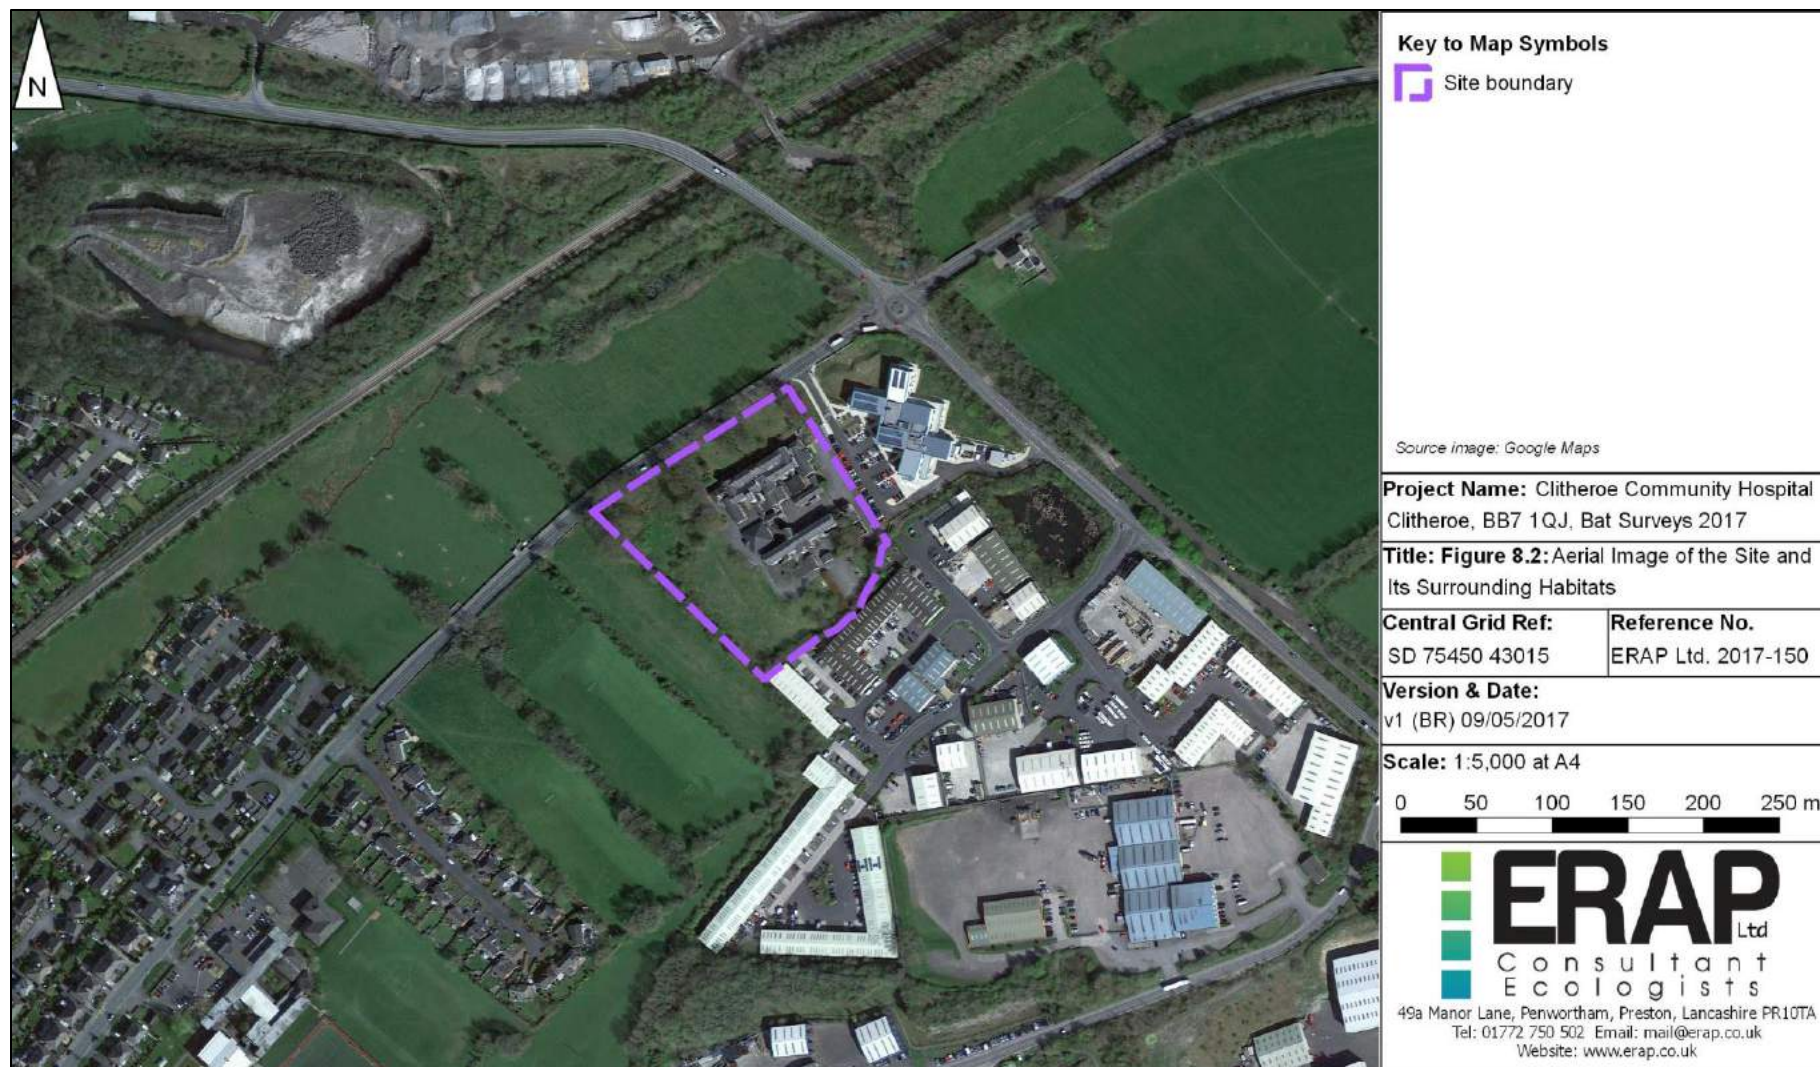 N
Key to Map Symbols
Site boundary
Source image: Google Maps
Project Name: Clitheroe Community Hospital
Clitheroe, BB7 1QJ, Bat Surveys 2017
Title: Figure 8.2: Aerial Image of the Site and
Its Surrounding Habitats
Central Grid Ref:
SD 75450 43015
Reference No.
ERAP Ltd. 2017-150
Version & Date:
v1 (BR) 09/05/2017
Scale: 1:5,000 at A4
0 50 100 150 200 250 m
ERAP Ltd
Consultant
Ecologists
49a Manor Lane, Penwortham, Preston, Lancashire PR10TA
Tel: 01772 750 502 Email: mail@erap.co.uk
Website: www.erap.co.uk